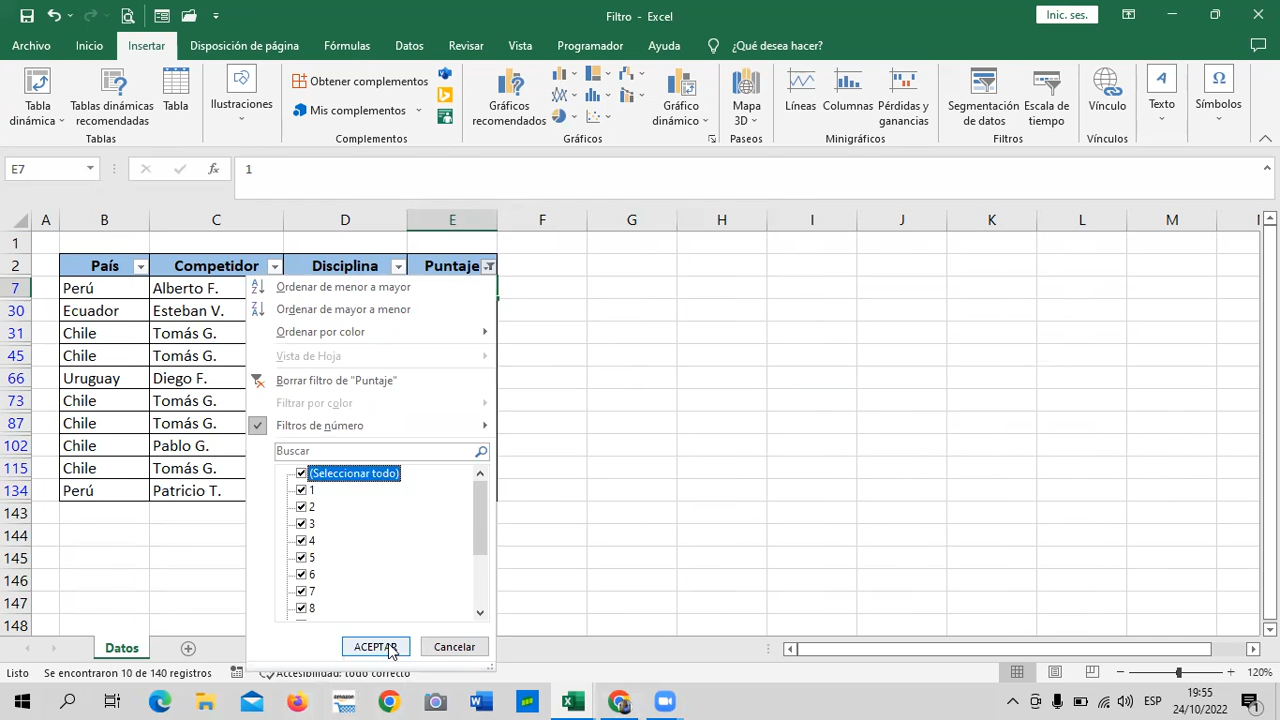 Filtro - Excel
Inic. ses.
Archivo Inicio Insertar Disposición de página Fórmulas Datos Revisar Vista Programador Ayuda ¿Qué desea hacer?
Tabla dinámica
Tablas dinámicas recomendadas
Tabla
Tablas
Ilustraciones
Obtener complementos
Mis complementos
Complementos
Gráficos recomendados
Gráfico dinámico
Gráficos
Mapa 3D
Paseos
Líneas
Columnas
Pérdidas y ganancias
Minigráficos
Segmentación de datos
Escala de tiempo
Filtros
Vínculo
Vínculos
Texto
Símbolos
E7 fx 1
A B C D E F G H I J K L M
1
2 País Competidor Disciplina Puntaje
7 Perú Alberto F.
30 Ecuador Esteban V.
31 Chile Tomás G.
45 Chile Tomás G.
66 Uruguay Diego F.
73 Chile Tomás G.
87 Chile Tomás G.
102 Chile Pablo G.
115 Chile Tomás G.
134 Perú Patricio T.
143
144
145
146
147
148
Ordenar de menor a mayor
Ordenar de mayor a menor
Ordenar por color
Vista de Hoja
Borrar filtro de "Puntaje"
Filtrar por color
Filtros de número
Buscar
(Seleccionar todo)
1
2
3
4
5
6
7
8
ACEPTAR Cancelar
Datos
Listo Se encontraron 10 de 140 registros Accesibilidad: todo correcto 120%
ESP
19:55
24/10/2022